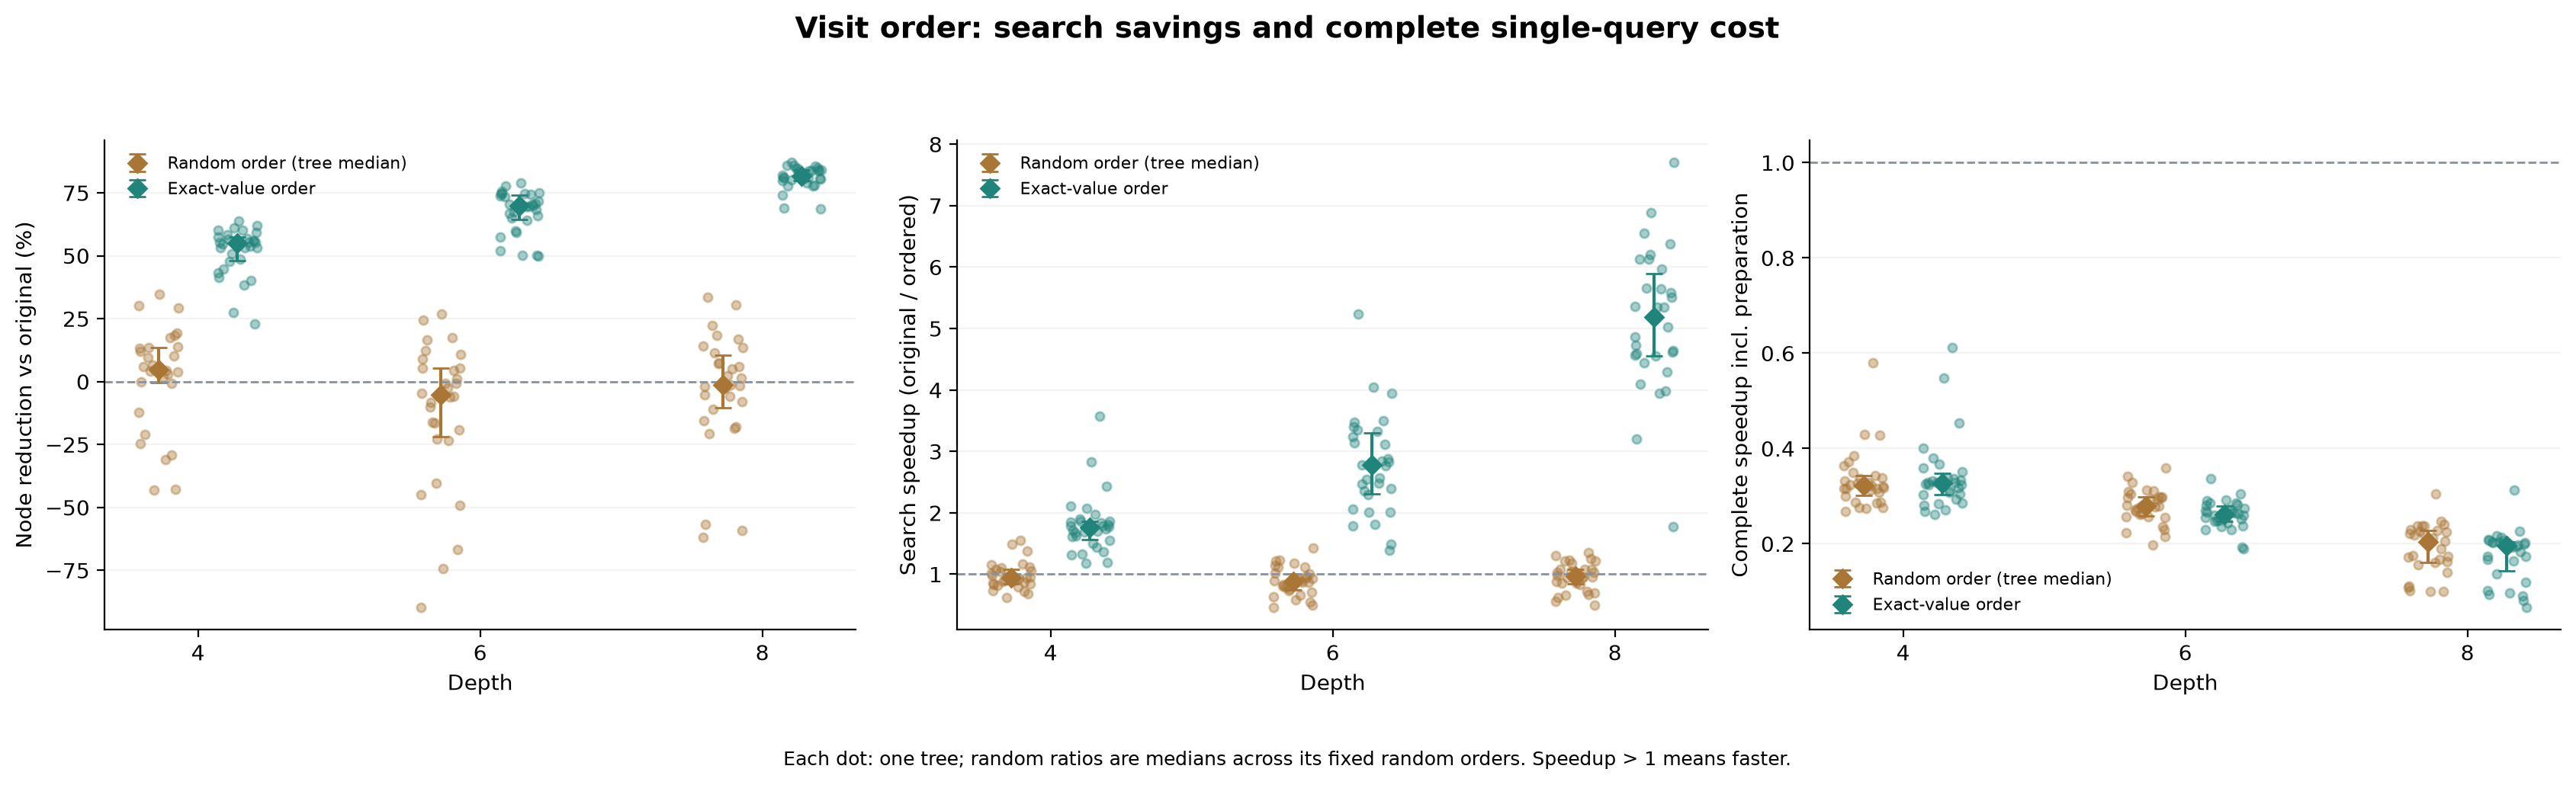 Visit order: search savings and complete single-query cost
Node reduction vs original (%)
75
50
25
0
−25
−50
−75
Random order (tree median)
Exact-value order
4
6
8
Depth
Search speedup (original / ordered)
8
7
6
5
4
3
2
1
Random order (tree median)
Exact-value order
4
6
8
Depth
Complete speedup incl. preparation
1.0
0.8
0.6
0.4
0.2
Random order (tree median)
Exact-value order
4
6
8
Depth
Each dot: one tree; random ratios are medians across its fixed random orders. Speedup > 1 means faster.